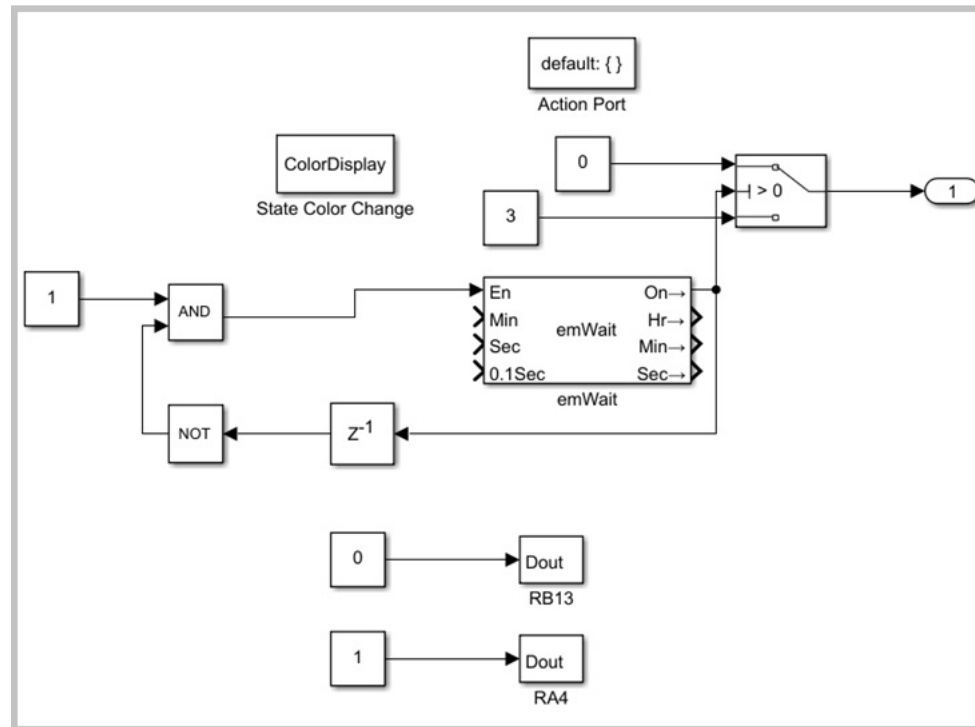 default: { }
Action Port
ColorDisplay
State Color Change
0
> 0
1
3
1
AND
En
On→
Min
Hr→
emWait
Sec
Min→
0.1Sec
Sec→
emWait
NOT
Z-1
0
Dout
RB13
1
Dout
RA4